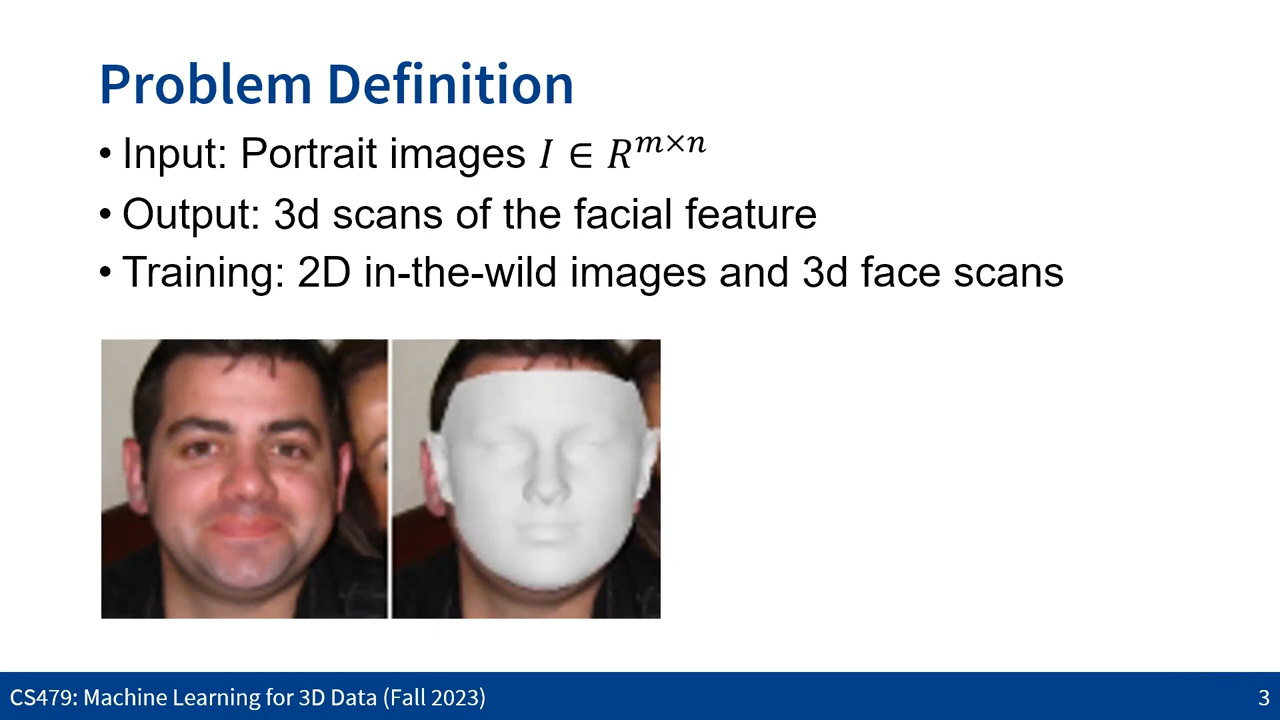 Problem Definition
• Input: Portrait images 𝐼 ∈ 𝑅^{𝑚×𝑛}
• Output: 3d scans of the facial feature
• Training: 2D in-the-wild images and 3d face scans
CS479: Machine Learning for 3D Data (Fall 2023)
3